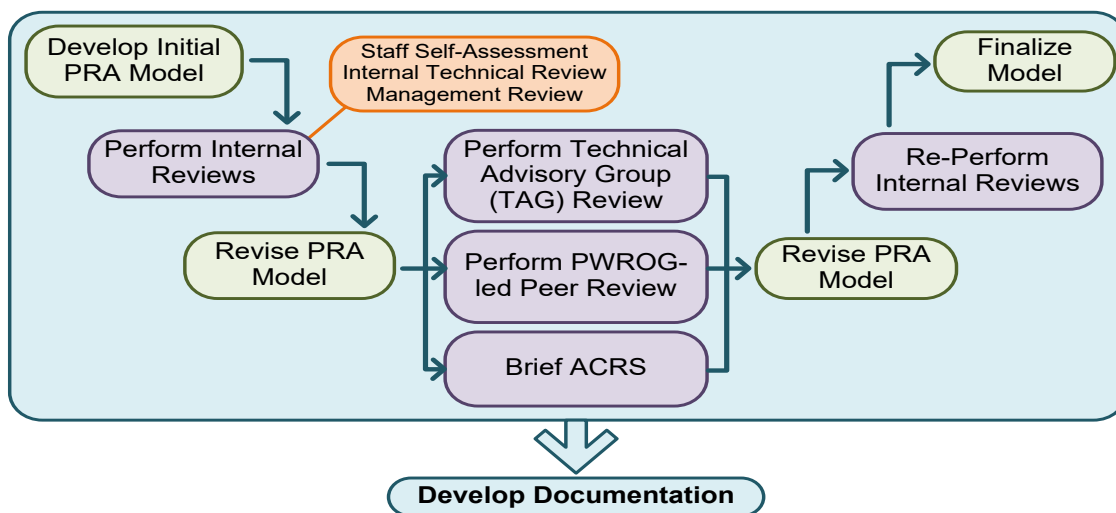 Develop Initial
PRA Model
Staff Self-Assessment
Internal Technical Review
Management Review
Perform Internal
Reviews
Revise PRA
Model
Perform Technical
Advisory Group
(TAG) Review
Perform PWROG-
led Peer Review
Brief ACRS
Revise PRA
Model
Re-Perform
Internal Reviews
Finalize
Model
Develop Documentation